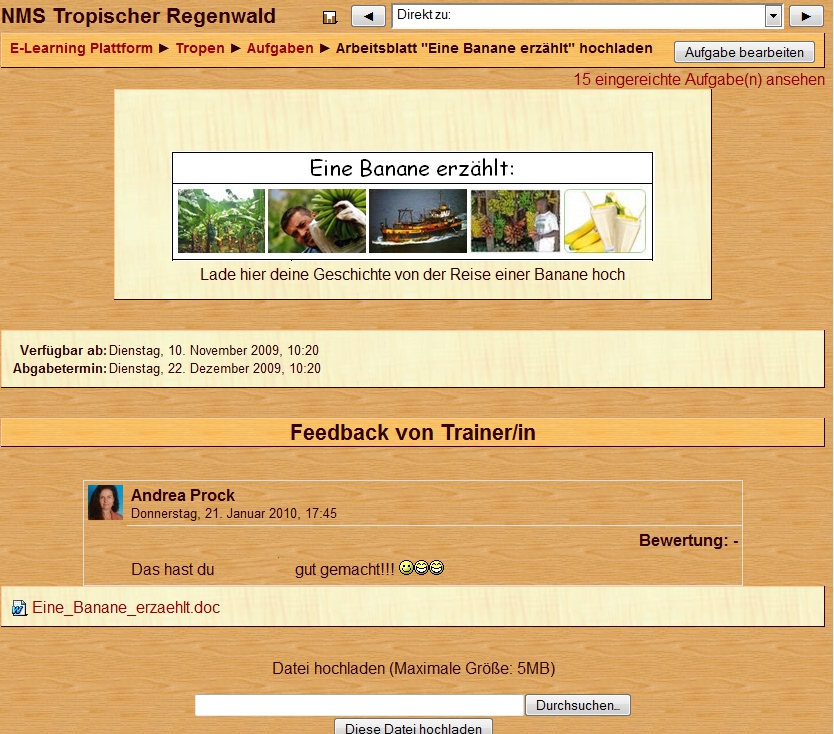 NMS Tropischer Regenwald
◄ Direkt zu: ►
E-Learning Plattform ► Tropen ► Aufgaben ► Arbeitsblatt "Eine Banane erzählt" hochladen Aufgabe bearbeiten
15 eingereichte Aufgabe(n) ansehen
Eine Banane erzählt:
Lade hier deine Geschichte von der Reise einer Banane hoch
Verfügbar ab: Dienstag, 10. November 2009, 10:20
Abgabetermin: Dienstag, 22. Dezember 2009, 10:20
Feedback von Trainer/in
Andrea Prock
Donnerstag, 21. Januar 2010, 17:45
Bewertung: -
Das hast du gut gemacht!!!
Eine_Banane_erzaehlt.doc
Datei hochladen (Maximale Größe: 5MB)
Durchsuchen...
Diese Datei hochladen